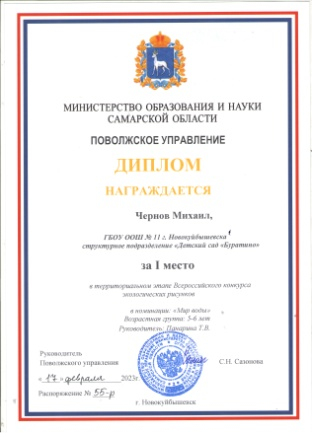 МИНИСТЕРСТВО ОБРАЗОВАНИЯ И НАУКИ
САМАРСКОЙ ОБЛАСТИ
ПОВОЛЖСКОЕ УПРАВЛЕНИЕ
ДИПЛОМ
НАГРАЖДАЕТСЯ
Чернов Михаил,
ГБОУ ООШ № 11 г. Новокуйбышевска
структурное подразделение «Детский сад «Буратино»
за I место
в территориальном этапе Всероссийского конкурса
экологических рисунков
в номинации: «Мир воды»
Возрастная группа: 5-6 лет
Руководитель: Панарина Т.В.
Руководитель
Поволжского управления
С.Н. Сазонова
« 17 » февраля 2023г.
Распоряжение № 55-р
г. Новокуйбышевск